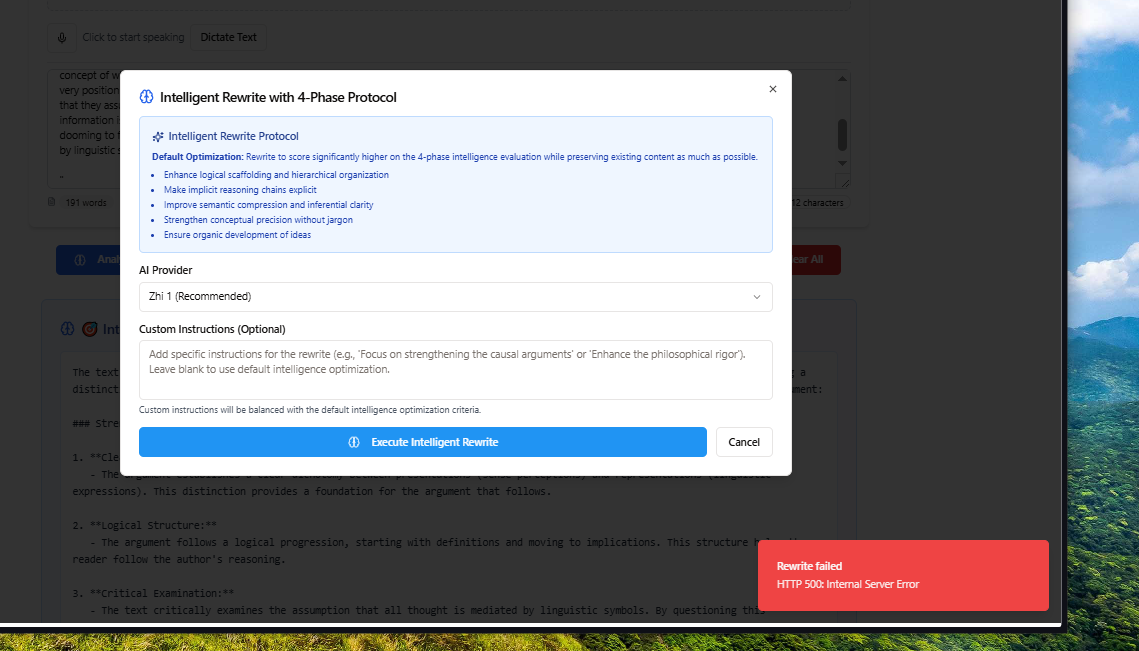 Click to start speaking
Dictate Text
concept of w
very position
that they ass
information i
dooming to f
by linguistic s
..
191 words
12 characters
Anal
ear All
Intelligent Rewrite with 4-Phase Protocol
Intelligent Rewrite Protocol
Default Optimization: Rewrite to score significantly higher on the 4-phase intelligence evaluation while preserving existing content as much as possible.
• Enhance logical scaffolding and hierarchical organization
• Make implicit reasoning chains explicit
• Improve semantic compression and inferential clarity
• Strengthen conceptual precision without jargon
• Ensure organic development of ideas
AI Provider
Zhi 1 (Recommended)
Custom Instructions (Optional)
Add specific instructions for the rewrite (e.g., 'Focus on strengthening the causal arguments' or 'Enhance the philosophical rigor').
Leave blank to use default intelligence optimization.
Custom instructions will be balanced with the default intelligence optimization criteria.
Execute Intelligent Rewrite
Cancel
Int
The text
a
distinc
ument:
### Stre
1. **Cle
- The argument establishes a clear
expressions). This distinction provides a foundation for the argument that follows.
2. **Logical Structure:**
- The argument follows a logical progression, starting with definitions and moving to implications. This structure h
reader follow the author's reasoning.
3. **Critical Examination:**
- The text critically examines the assumption that all thought is mediated by linguistic symbols. By questioning this
Rewrite failed
HTTP 500: Internal Server Error